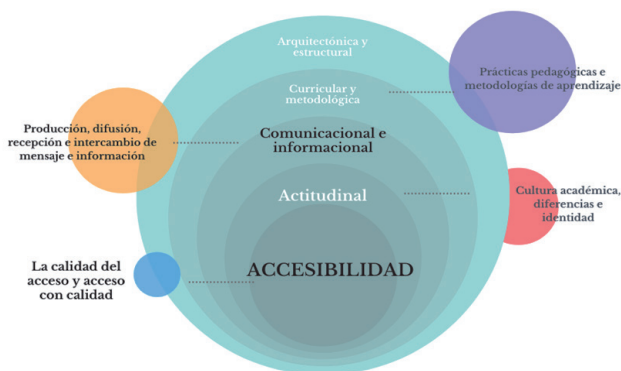 Arquitectónica y
estructural
Curricular y
metodológica
Prácticas pedagógicas e
metodologías de aprendizaje
Comunicacional e
informacional
Producción, difusión,
recepción e intercambio de
mensaje e información
Actitudinal
Cultura académica,
diferencias e
identidad
ACCESIBILIDAD
La calidad del
acceso y acceso
con calidad